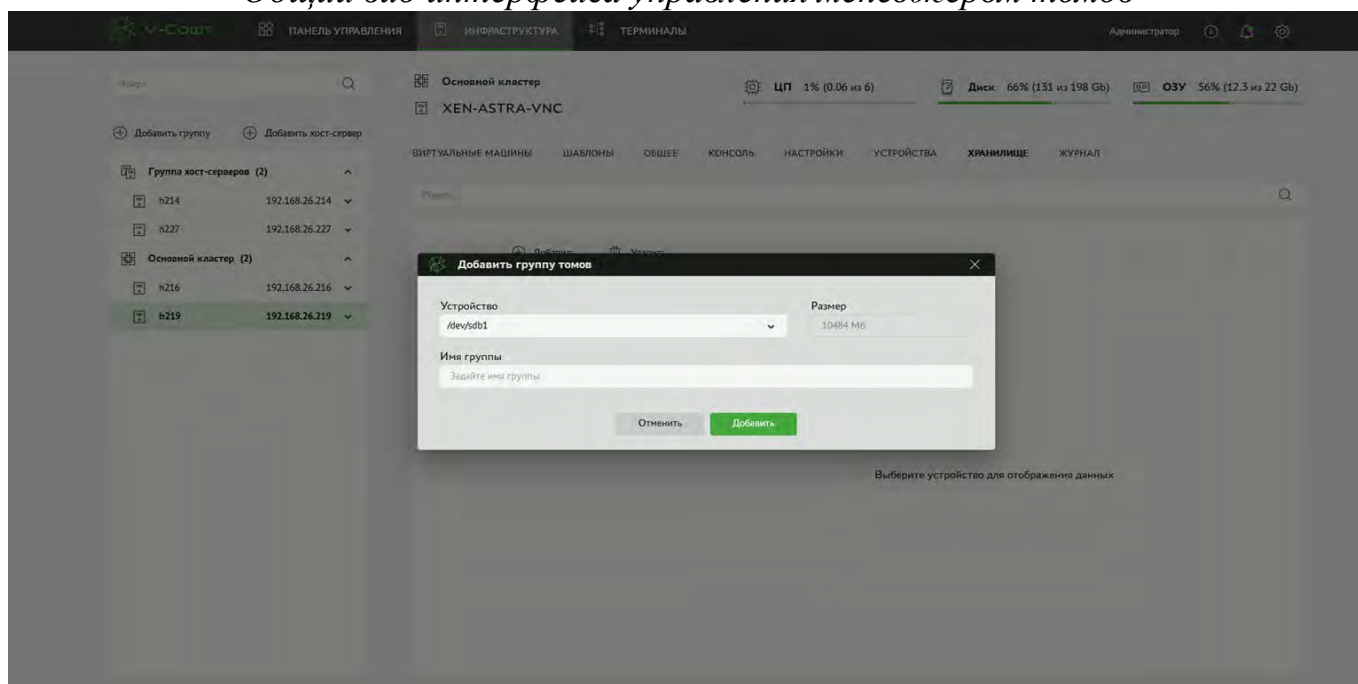 Общий вид интерфейса управления менеджером томов
V-Софт ПАНЕЛЬ УПРАВЛЕНИЯ ИНФРАСТРУКТУРА ТЕРМИНАЛЫ Администратор
Основной кластер
XEN-ASTRA-VNC
ЦП 1% (0.06 из 6) Диск 66% (131 из 198 Gb) ОЗУ 56% (12.3 из 22 Gb)
Добавить группу Добавить хост-сервер
ВИРТУАЛЬНЫЕ МАШИНЫ ШАБЛОНЫ ОБЩЕЕ КОНСОЛЬ НАСТРОЙКИ УСТРОЙСТВА ХРАНИЛИЩЕ ЖУРНАЛ
Группа хост-серверов (2)
h214 192.168.26.214
h227 192.168.26.227
Основной кластер (2)
h216 192.168.26.216
h219 192.168.26.219
Поиск...
Добавить Удалить
Добавить группу томов
Устройство Размер
/dev/sdb1 10484 Мб
Имя группы
Задайте имя группы
Отменить Добавить
Выберите устройство для отображения данных